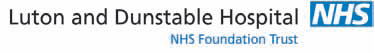 Luton and Dunstable Hospital NHS
NHS Foundation Trust